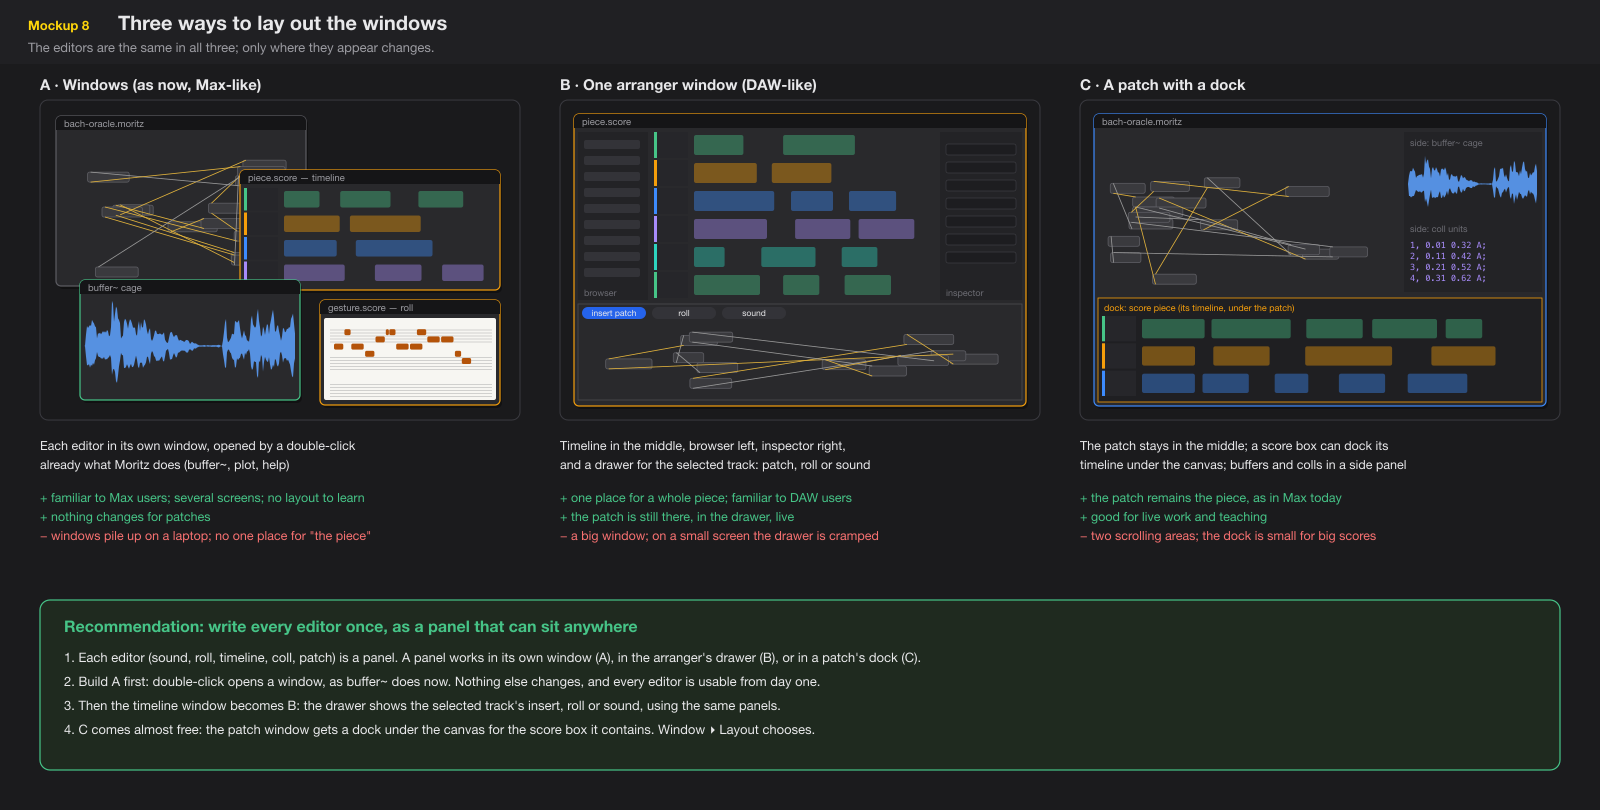 Mockup 8 Three ways to lay out the windows
The editors are the same in all three; only where they appear changes.
A · Windows (as now, Max-like)
bach-oracle.moritz
piece.score — timeline
buffer~ cage
gesture.score — roll
Each editor in its own window, opened by a double-click
already what Moritz does (buffer~, plot, help)
+ familiar to Max users; several screens; no layout to learn
+ nothing changes for patches
– windows pile up on a laptop; no one place for "the piece"
B · One arranger window (DAW-like)
piece.score
browser
inspector
insert patch
roll
sound
Timeline in the middle, browser left, inspector right,
and a drawer for the selected track: patch, roll or sound
+ one place for a whole piece; familiar to DAW users
+ the patch is still there, in the drawer, live
– a big window; on a small screen the drawer is cramped
C · A patch with a dock
bach-oracle.moritz
side: buffer~ cage
side: coll units
1, 0.01 0.32 A;
2, 0.11 0.42 A;
3, 0.21 0.52 A;
4, 0.31 0.62 A;
dock: score piece (its timeline, under the patch)
The patch stays in the middle; a score box can dock its
timeline under the canvas; buffers and colls in a side panel
+ the patch remains the piece, as in Max today
+ good for live work and teaching
– two scrolling areas; the dock is small for big scores
Recommendation: write every editor once, as a panel that can sit anywhere
1. Each editor (sound, roll, timeline, coll, patch) is a panel. A panel works in its own window (A), in the arranger's drawer (B), or in a patch's dock (C).
2. Build A first: double-click opens a window, as buffer~ does now. Nothing else changes, and every editor is usable from day one.
3. Then the timeline window becomes B: the drawer shows the selected track's insert, roll or sound, using the same panels.
4. C comes almost free: the patch window gets a dock under the canvas for the score box it contains. Window ▸ Layout chooses.